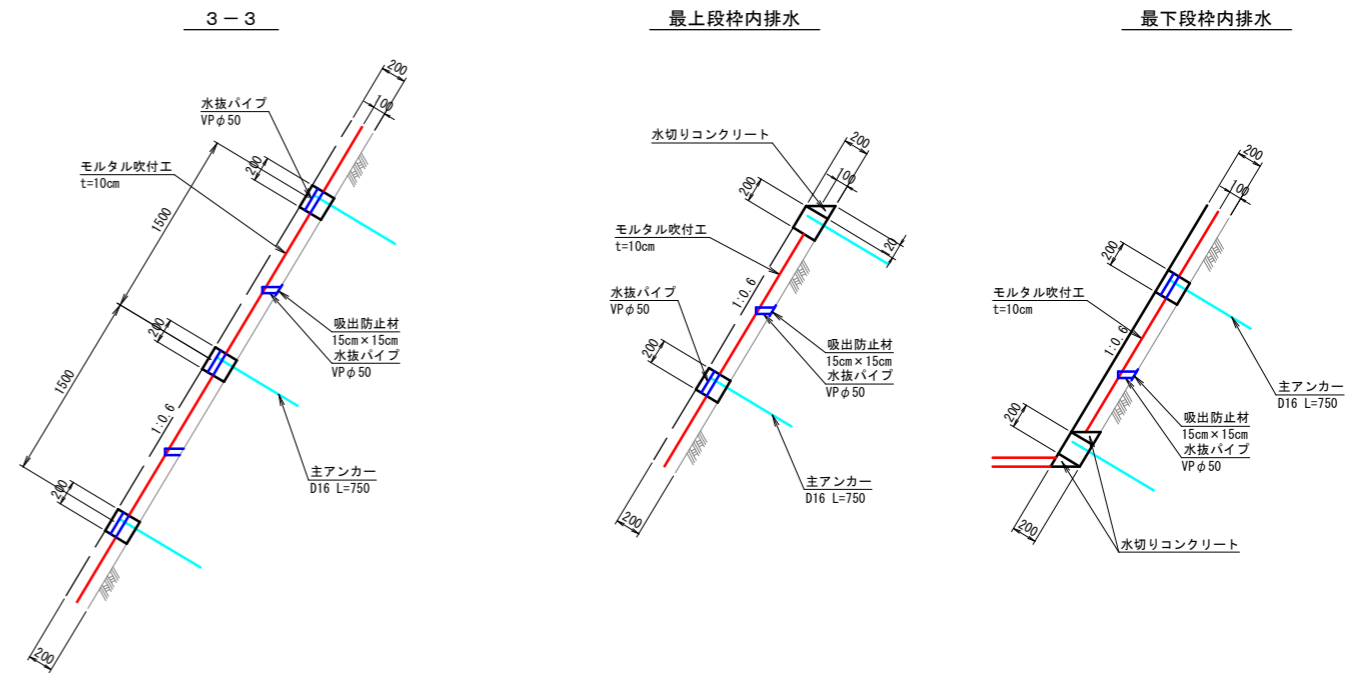 3－3
200
100
水抜パイプ
VPφ50
200
モルタル吹付工
t=10cm
1500
吸出防止材
15cm×15cm
水抜パイプ
VPφ50
200
1500
1:0.6
主アンカー
D16 L=750
200
200
最上段枠内排水
水切りコンクリート
200
100
200
モルタル吹付工
t=10cm
20
水抜パイプ
VPφ50
1:0.6
吸出防止材
15cm×15cm
水抜パイプ
VPφ50
200
主アンカー
D16 L=750
200
最下段枠内排水
200
100
200
モルタル吹付工
t=10cm
1:0.6
主アンカー
D16 L=750
吸出防止材
15cm×15cm
水抜パイプ
VPφ50
200
200
水切りコンクリート